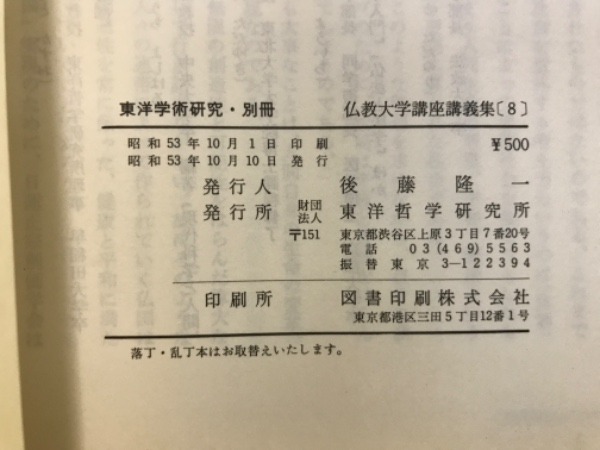 東洋学術研究・別冊 仏教大学講座講義集〔8〕
昭和53年10月1日 印刷 ¥500
昭和53年10月10日 発行
発行人 後藤隆一
発行所 財団法人 東洋哲学研究所
〒151 東京都渋谷区上原3丁目7番20号
電話 03(469)5563
振替東京 3-122394
印刷所 図書印刷株式会社
東京都港区三田5丁目12番1号
落丁・乱丁本はお取替えいたします。